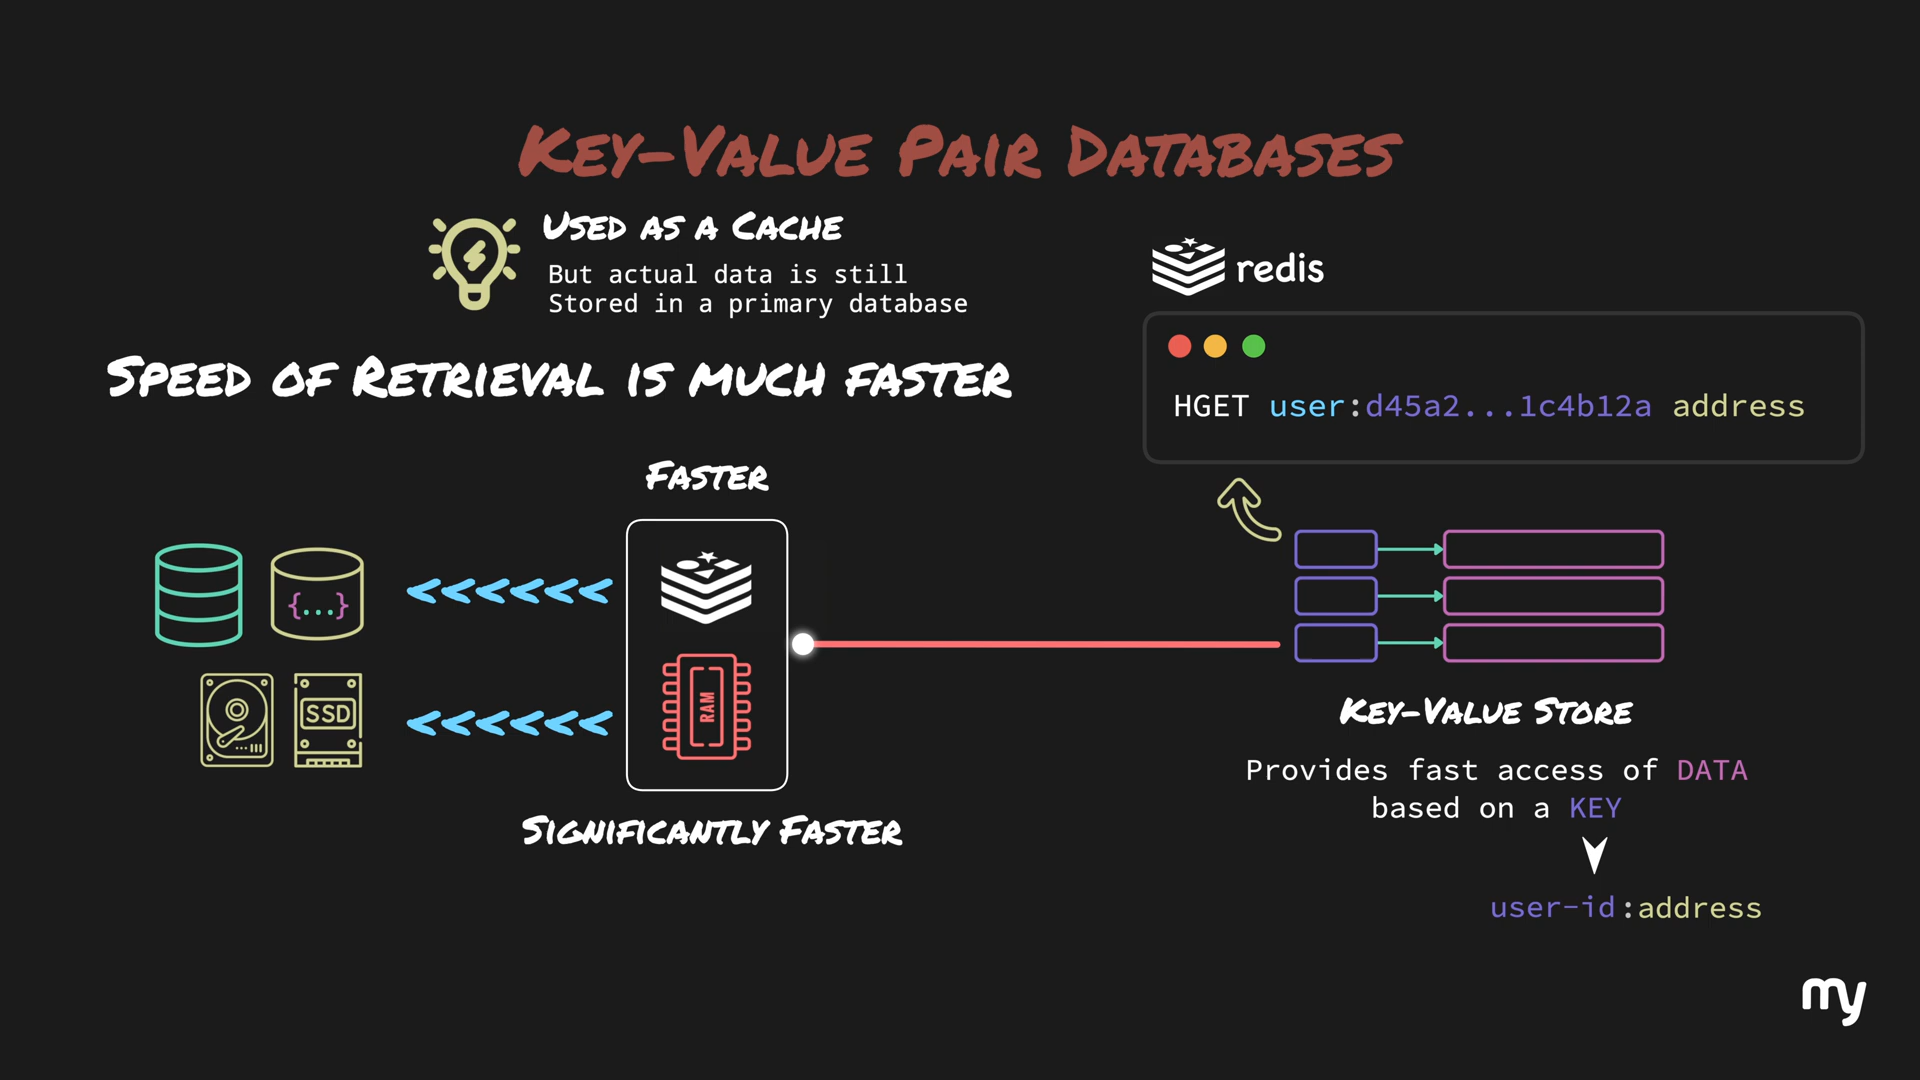 Key-Value Pair Databases
Used as a Cache
But actual data is still
Stored in a primary database
Speed of Retrieval is much faster
redis
HGET user:d45a2...1c4b12a address
Faster
{...}
SSD
RAM
Significantly Faster
Key-Value Store
Provides fast access of DATA
based on a KEY
user-id:address
my